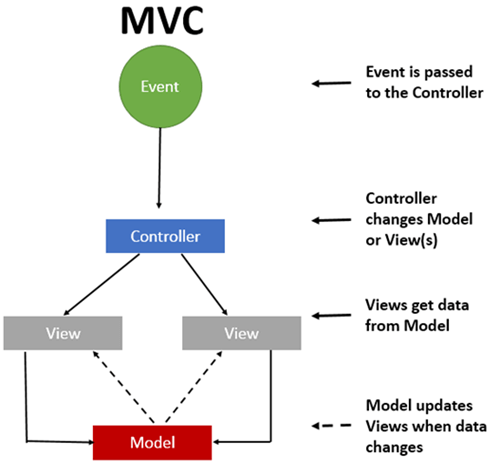 MVC
Event
Event is passed
to the Controller
Controller
Controller
changes Model
or View(s)
View
View
Views get data
from Model
Model
Model updates
Views when data
changes